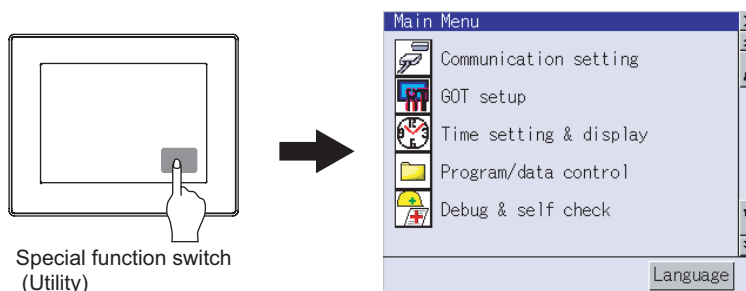 Main Menu
Communication setting
GOT setup
Time setting & display
Program/data control
Debug & self check
Language
Special function switch
(Utility)